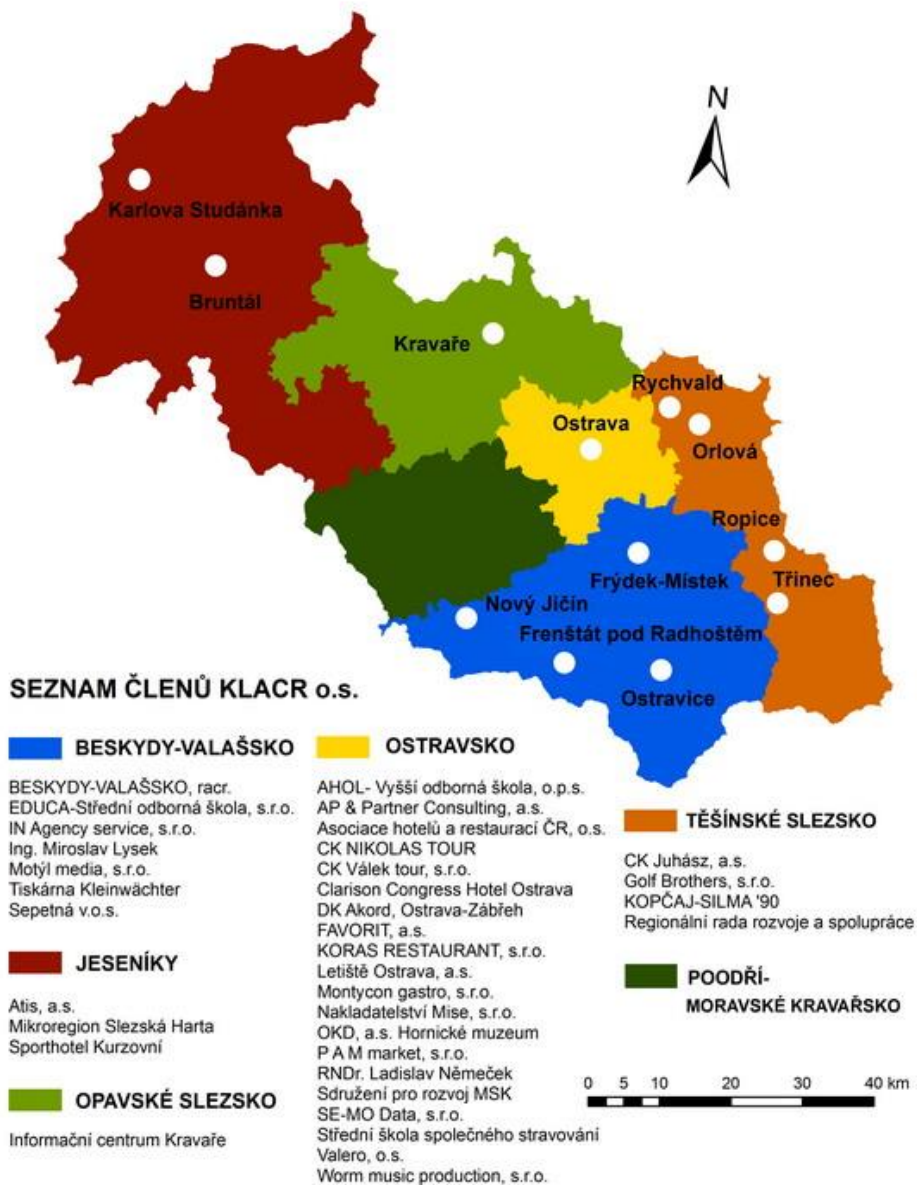 N
Karlova Studánka
Bruntál
Kravaře
Rychvald
Ostrava
Orlová
Ropice
Frýdek-Místek
Třinec
Nový Jičín
Frenštát pod Radhoštěm
Ostravice
SEZNAM ČLENŮ KLACR o.s.
BESKYDY-VALAŠSKO
BESKYDY-VALAŠSKO, racr.
EDUCA-Střední odborná škola, s.r.o.
IN Agency service, s.r.o.
Ing. Miroslav Lysek
Motýl media, s.r.o.
Tiskárna Kleinwächter
Sepetná v.o.s.
JESENÍKY
Atis, a.s.
Mikroregion Slezská Harta
Sporthotel Kurzovní
OPAVSKÉ SLEZSKO
Informační centrum Kravaře
OSTRAVSKO
AHOL- Vyšší odborná škola, o.p.s.
AP & Partner Consulting, a.s.
Asociace hotelů a restaurací ČR, o.s.
CK NIKOLAS TOUR
CK Válek tour, s.r.o.
Clarison Congress Hotel Ostrava
DK Akord, Ostrava-Zábřeh
FAVORIT, a.s.
KORAS RESTAURANT, s.r.o.
Letiště Ostrava, a.s.
Montycon gastro, s.r.o.
Nakladatelství Mise, s.r.o.
OKD, a.s. Hornické muzeum
P A M market, s.r.o.
RNDr. Ladislav Němeček
Sdružení pro rozvoj MSK
SE-MO Data, s.r.o.
Střední škola společného stravování
Valero, o.s.
Worm music production, s.r.o.
TĚŠÍNSKÉ SLEZSKO
CK Juhász, a.s.
Golf Brothers, s.r.o.
KOPČAJ-SILMA '90
Regionální rada rozvoje a spolupráce
POODŘÍ-
MORAVSKÉ KRAVAŘSKO
0 5 10 20 30 40 km